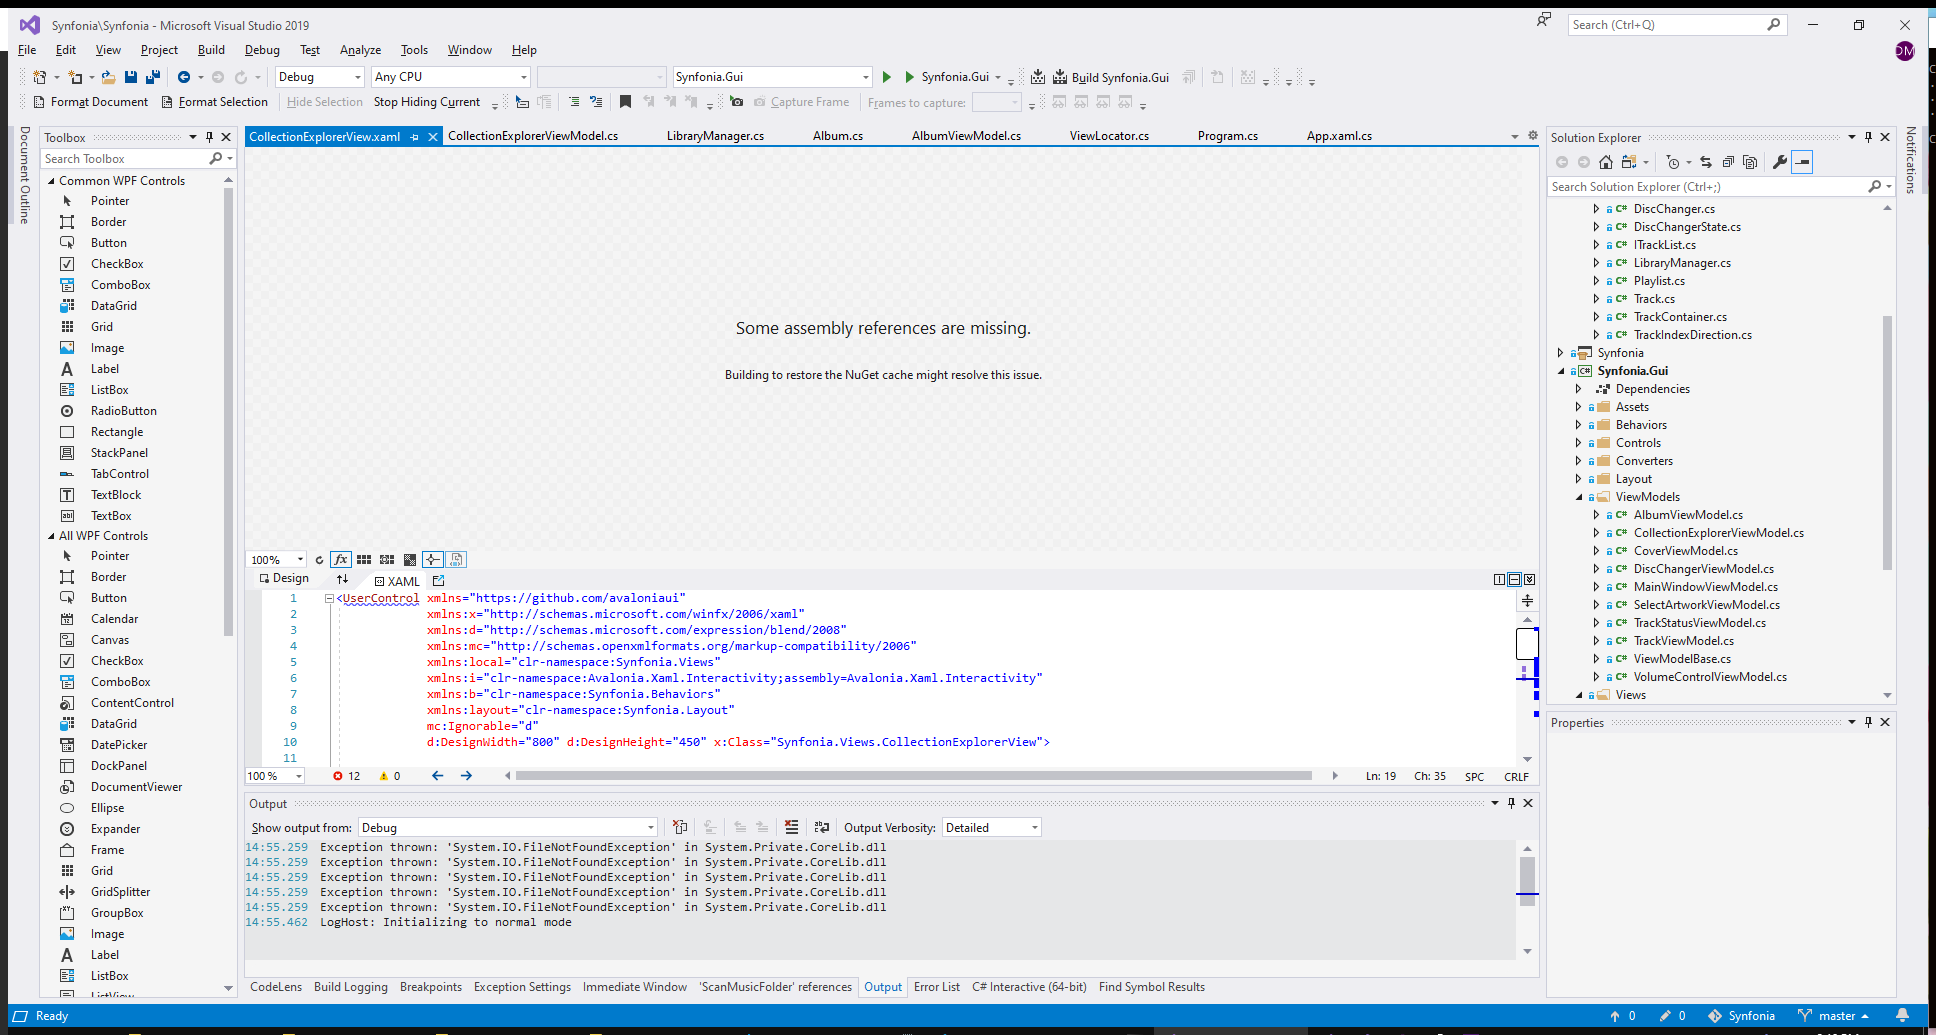 Synfonia\Synfonia - Microsoft Visual Studio 2019
Search (Ctrl+Q)
File Edit View Project Build Debug Test Analyze Tools Window Help
DM
Debug Any CPU Synfonia.Gui Synfonia.Gui Build Synfonia.Gui
Format Document Format Selection Hide Selection Stop Hiding Current Capture Frame Frames to capture:
Document Outline
Toolbox
Search Toolbox
Common WPF Controls
Pointer
Border
Button
CheckBox
ComboBox
DataGrid
Grid
Image
Label
ListBox
RadioButton
Rectangle
StackPanel
TabControl
TextBlock
TextBox
All WPF Controls
Pointer
Border
Button
Calendar
Canvas
CheckBox
ComboBox
ContentControl
DataGrid
DatePicker
DockPanel
DocumentViewer
Ellipse
Expander
Frame
Grid
GridSplitter
GroupBox
Image
Label
ListBox
ListView
CollectionExplorerView.xaml CollectionExplorerViewModel.cs LibraryManager.cs Album.cs AlbumViewModel.cs ViewLocator.cs Program.cs App.xaml.cs
Some assembly references are missing.
Building to restore the NuGet cache might resolve this issue.
100% fx
Design XAML
1 <UserControl xmlns="https://github.com/avaloniaui"
2 xmlns:x="http://schemas.microsoft.com/winfx/2006/xaml"
3 xmlns:d="http://schemas.microsoft.com/expression/blend/2008"
4 xmlns:mc="http://schemas.openxmlformats.org/markup-compatibility/2006"
5 xmlns:local="clr-namespace:Synfonia.Views"
6 xmlns:i="clr-namespace:Avalonia.Xaml.Interactivity;assembly=Avalonia.Xaml.Interactivity"
7 xmlns:b="clr-namespace:Synfonia.Behaviors"
8 xmlns:layout="clr-namespace:Synfonia.Layout"
9 mc:Ignorable="d"
10 d:DesignWidth="800" d:DesignHeight="450" x:Class="Synfonia.Views.CollectionExplorerView">
11
100 % 12 0 Ln: 19 Ch: 35 SPC CRLF
Output
Show output from: Debug Output Verbosity: Detailed
14:55.259 Exception thrown: 'System.IO.FileNotFoundException' in System.Private.CoreLib.dll
14:55.259 Exception thrown: 'System.IO.FileNotFoundException' in System.Private.CoreLib.dll
14:55.259 Exception thrown: 'System.IO.FileNotFoundException' in System.Private.CoreLib.dll
14:55.259 Exception thrown: 'System.IO.FileNotFoundException' in System.Private.CoreLib.dll
14:55.259 Exception thrown: 'System.IO.FileNotFoundException' in System.Private.CoreLib.dll
14:55.462 LogHost: Initializing to normal mode
CodeLens Build Logging Breakpoints Exception Settings Immediate Window 'ScanMusicFolder' references Output Error List C# Interactive (64-bit) Find Symbol Results
Solution Explorer
Search Solution Explorer (Ctrl+;)
C# DiscChanger.cs
C# DiscChangerState.cs
C# ITrackList.cs
C# LibraryManager.cs
C# Playlist.cs
C# Track.cs
C# TrackContainer.cs
C# TrackIndexDirection.cs
Synfonia
C# Synfonia.Gui
Dependencies
Assets
Behaviors
Controls
Converters
Layout
ViewModels
C# AlbumViewModel.cs
C# CollectionExplorerViewModel.cs
C# CoverViewModel.cs
C# DiscChangerViewModel.cs
C# MainWindowViewModel.cs
C# SelectArtworkViewModel.cs
C# TrackStatusViewModel.cs
C# TrackViewModel.cs
C# ViewModelBase.cs
C# VolumeControlViewModel.cs
Views
Properties
Notifications
Ready 0 0 Synfonia master